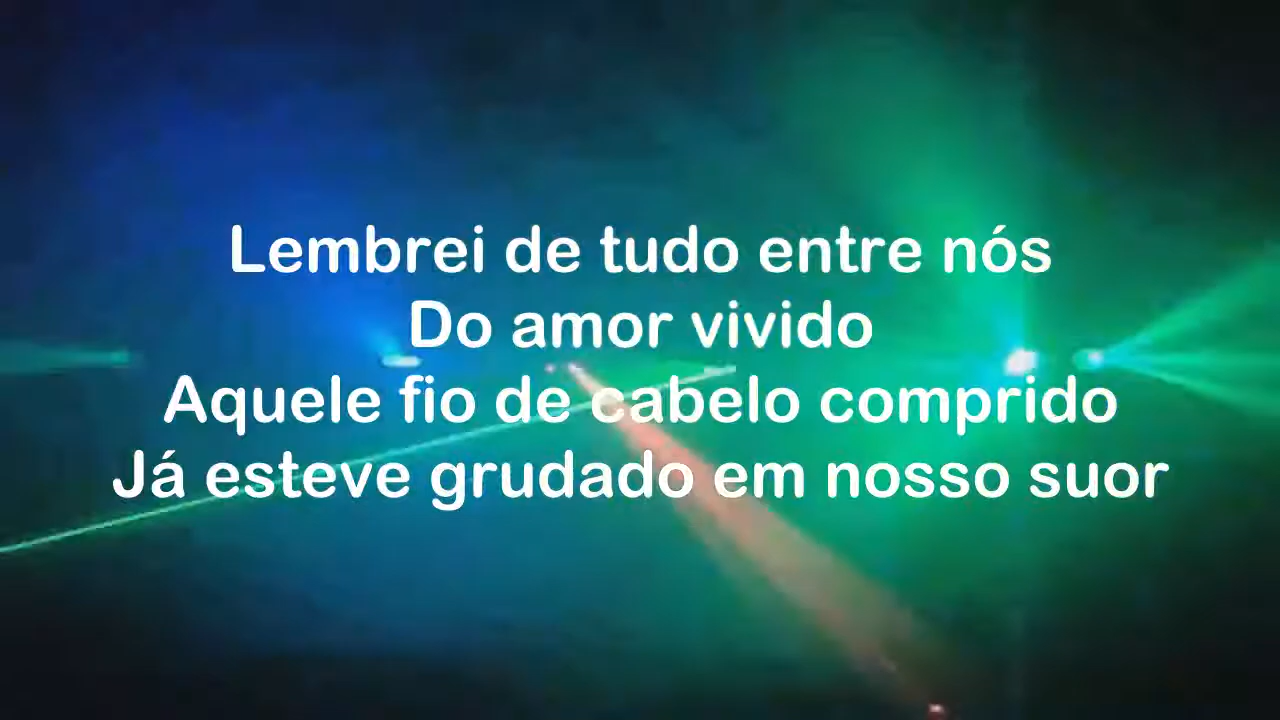 Lembrei de tudo entre nós
Do amor vivido
Aquele fio de cabelo comprido
Já esteve grudado em nosso suor